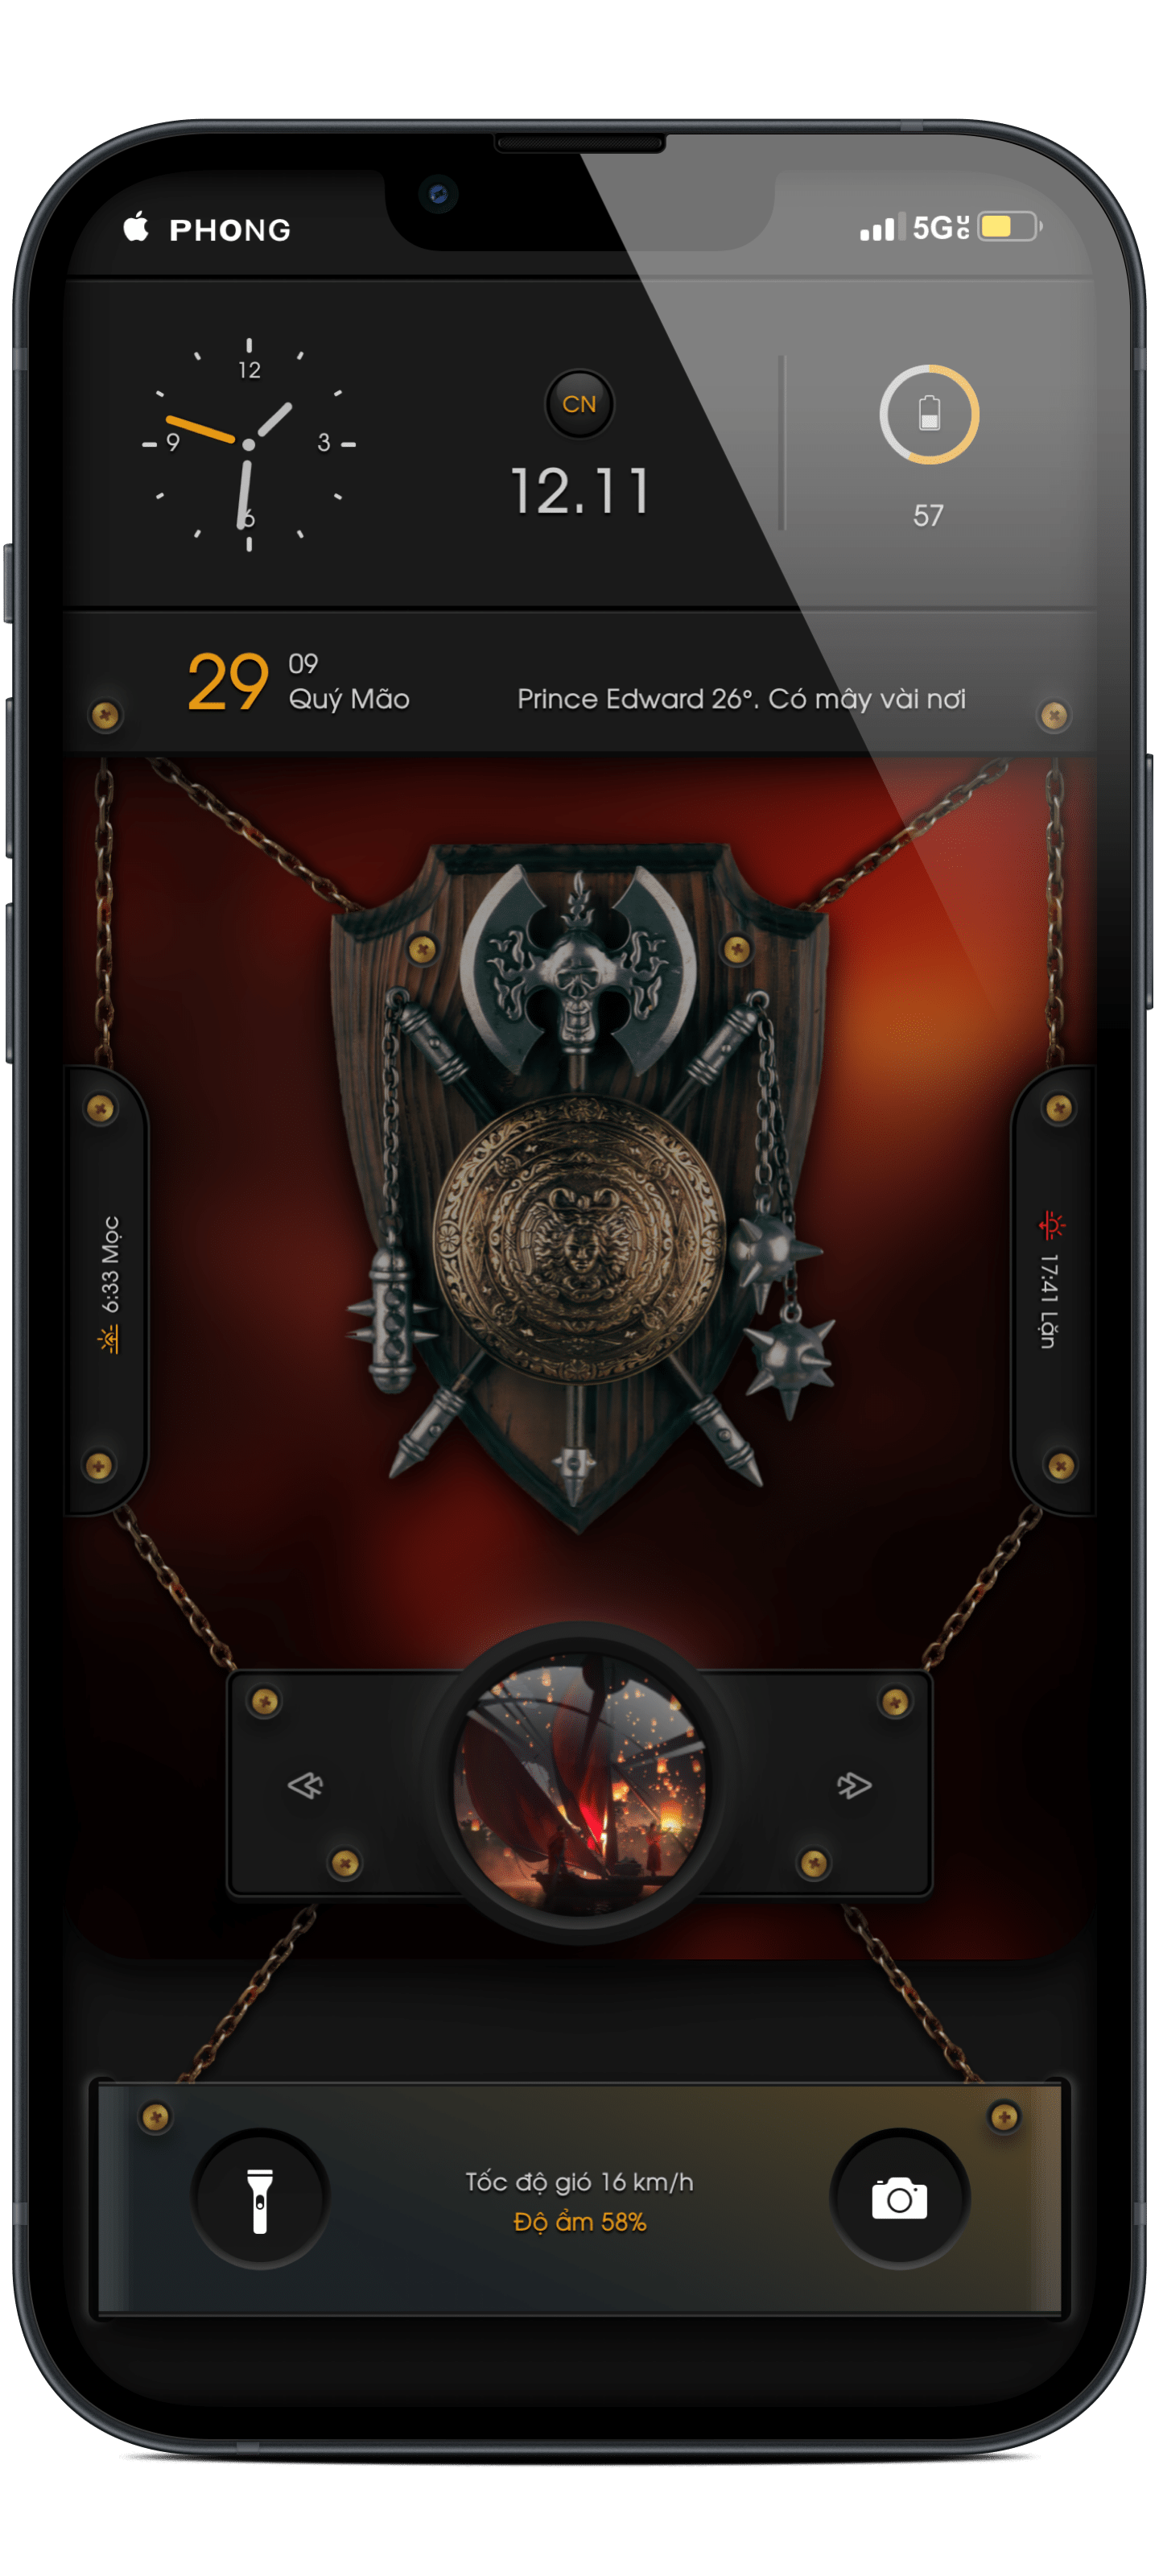 PHONG
5G UC
12
9
3
6
CN
12.11
57
29
09
Quý Mão
Prince Edward 26°. Có mây vài nơi
6:33 Mọc
17:41 Lặn
Tốc độ gió 16 km/h
Độ ẩm 58%